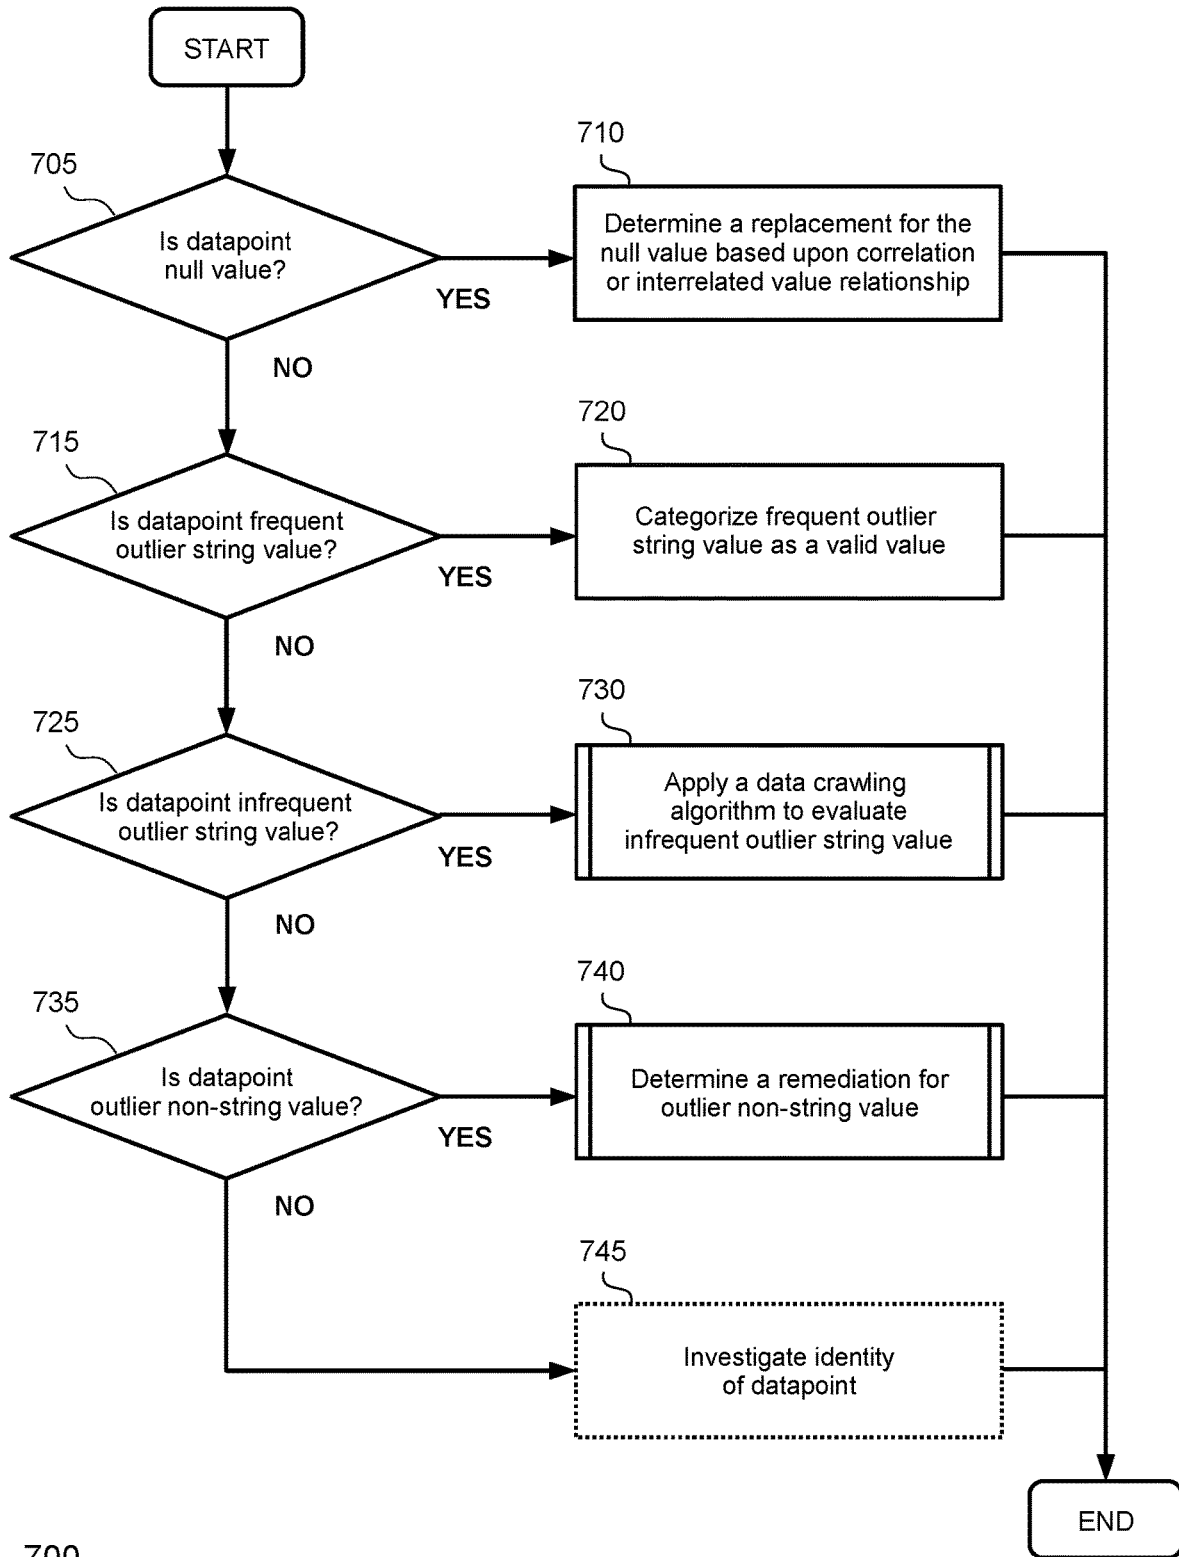 START
705
Is datapoint
null value?
YES
NO
710
Determine a replacement for the
null value based upon correlation
or interrelated value relationship
715
Is datapoint frequent
outlier string value?
YES
NO
720
Categorize frequent outlier
string value as a valid value
725
Is datapoint infrequent
outlier string value?
YES
NO
730
Apply a data crawling
algorithm to evaluate
infrequent outlier string value
735
Is datapoint
outlier non-string value?
YES
NO
740
Determine a remediation for
outlier non-string value
745
Investigate identity
of datapoint
END
700